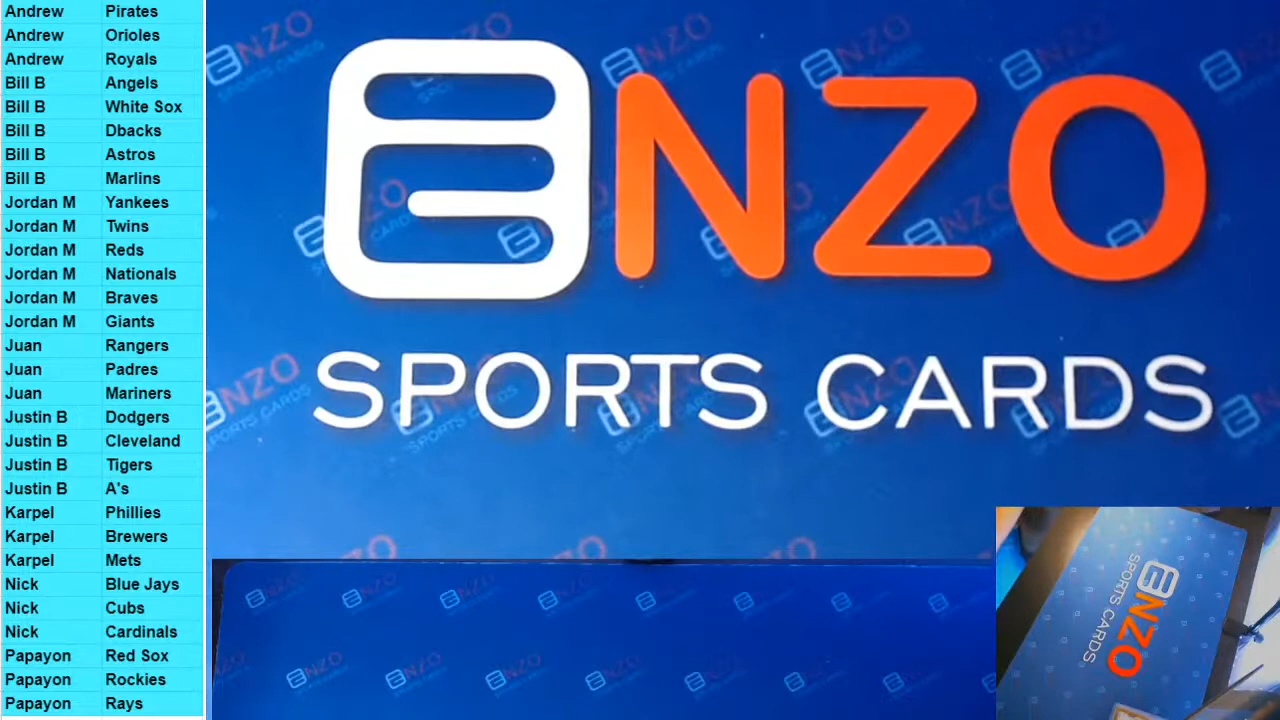 Andrew Pirates
Andrew Orioles
Andrew Royals
Bill B Angels
Bill B White Sox
Bill B Dbacks
Bill B Astros
Bill B Marlins
Jordan M Yankees
Jordan M Twins
Jordan M Reds
Jordan M Nationals
Jordan M Braves
Jordan M Giants
Juan Rangers
Juan Padres
Juan Mariners
Justin B Dodgers
Justin B Cleveland
Justin B Tigers
Justin B A's
Karpel Phillies
Karpel Brewers
Karpel Mets
Nick Blue Jays
Nick Cubs
Nick Cardinals
Papayon Red Sox
Papayon Rockies
Papayon Rays
ENZO
SPORTS CARDS
ENZO
SPORTS CARDS